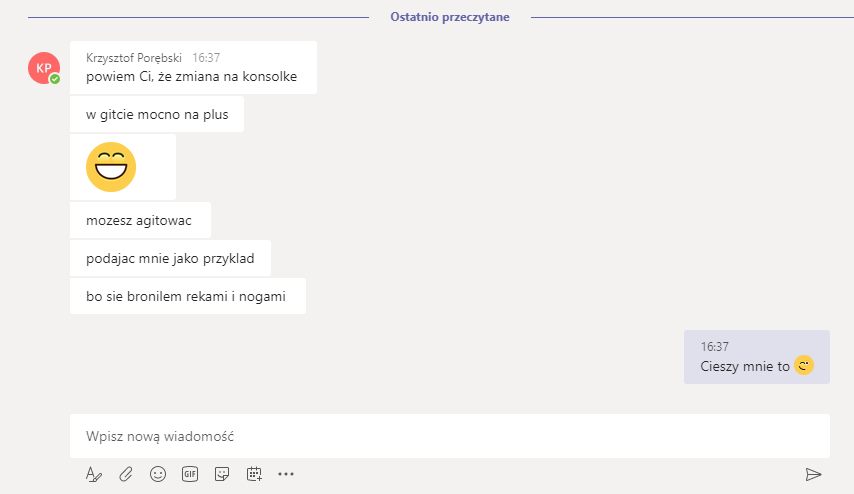 Ostatnio przeczytane
KP
Krzysztof Porębski 16:37
powiem Ci, że zmiana na konsolke
w gitcie mocno na plus
mozesz agitowac
podajac mnie jako przyklad
bo sie bronilem rekami i nogami
16:37
Cieszy mnie to
Wpisz nową wiadomość
GIF